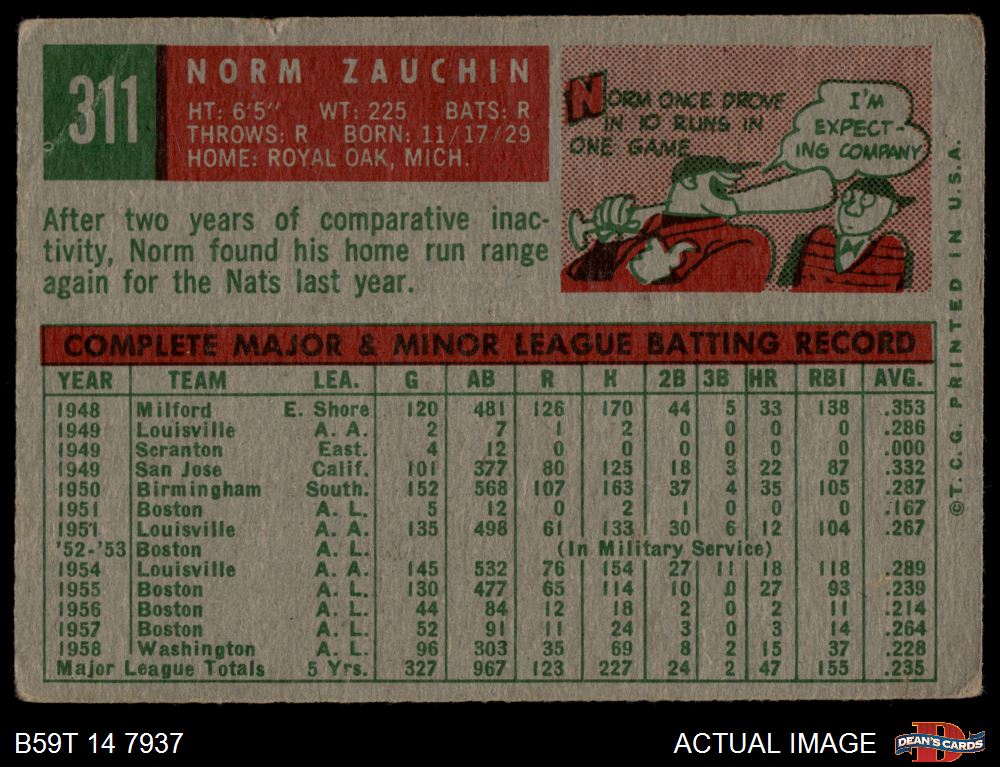 311
NORM ZAUCHIN
HT: 6'5" WT: 225 BATS: R
THROWS: R BORN: 11/17/29
HOME: ROYAL OAK, MICH.
NORM ONCE DROVE
IN 10 RUNS IN
ONE GAME
I'M
EXPECT-
ING COMPANY
After two years of comparative inac-
tivity, Norm found his home run range
again for the Nats last year.
COMPLETE MAJOR & MINOR LEAGUE BATTING RECORD
YEAR TEAM LEA. G AB R H 2B 3B HR RBI AVG.
1948 Milford E. Shore 120 481 126 170 44 5 33 138 .353
1949 Louisville A. A. 2 7 1 2 0 0 0 0 .286
1949 Scranton East. 4 12 0 0 0 0 0 0 .000
1949 San Jose Calif. 101 377 80 125 18 3 22 87 .332
1950 Birmingham South. 152 568 107 163 37 4 35 105 .287
1951 Boston A. L. 5 12 0 2 1 0 0 0 .167
1951 Louisville A. A. 135 498 61 133 30 6 12 104 .267
'52-'53 Boston A. L. (In Military Service)
1954 Louisville A. A. 145 532 76 154 27 11 18 118 .289
1955 Boston A. L. 130 477 65 114 10 0 27 93 .239
1956 Boston A. L. 44 84 12 18 2 0 2 11 .214
1957 Boston A. L. 52 91 11 24 3 0 3 14 .264
1958 Washington A. L. 96 303 35 69 8 2 15 37 .228
Major League Totals 5 Yrs. 327 967 123 227 24 2 47 155 .235
©T.C.G. PRINTED IN U.S.A.
B59T 14 7937
ACTUAL IMAGE
D
DEAN'S CARDS